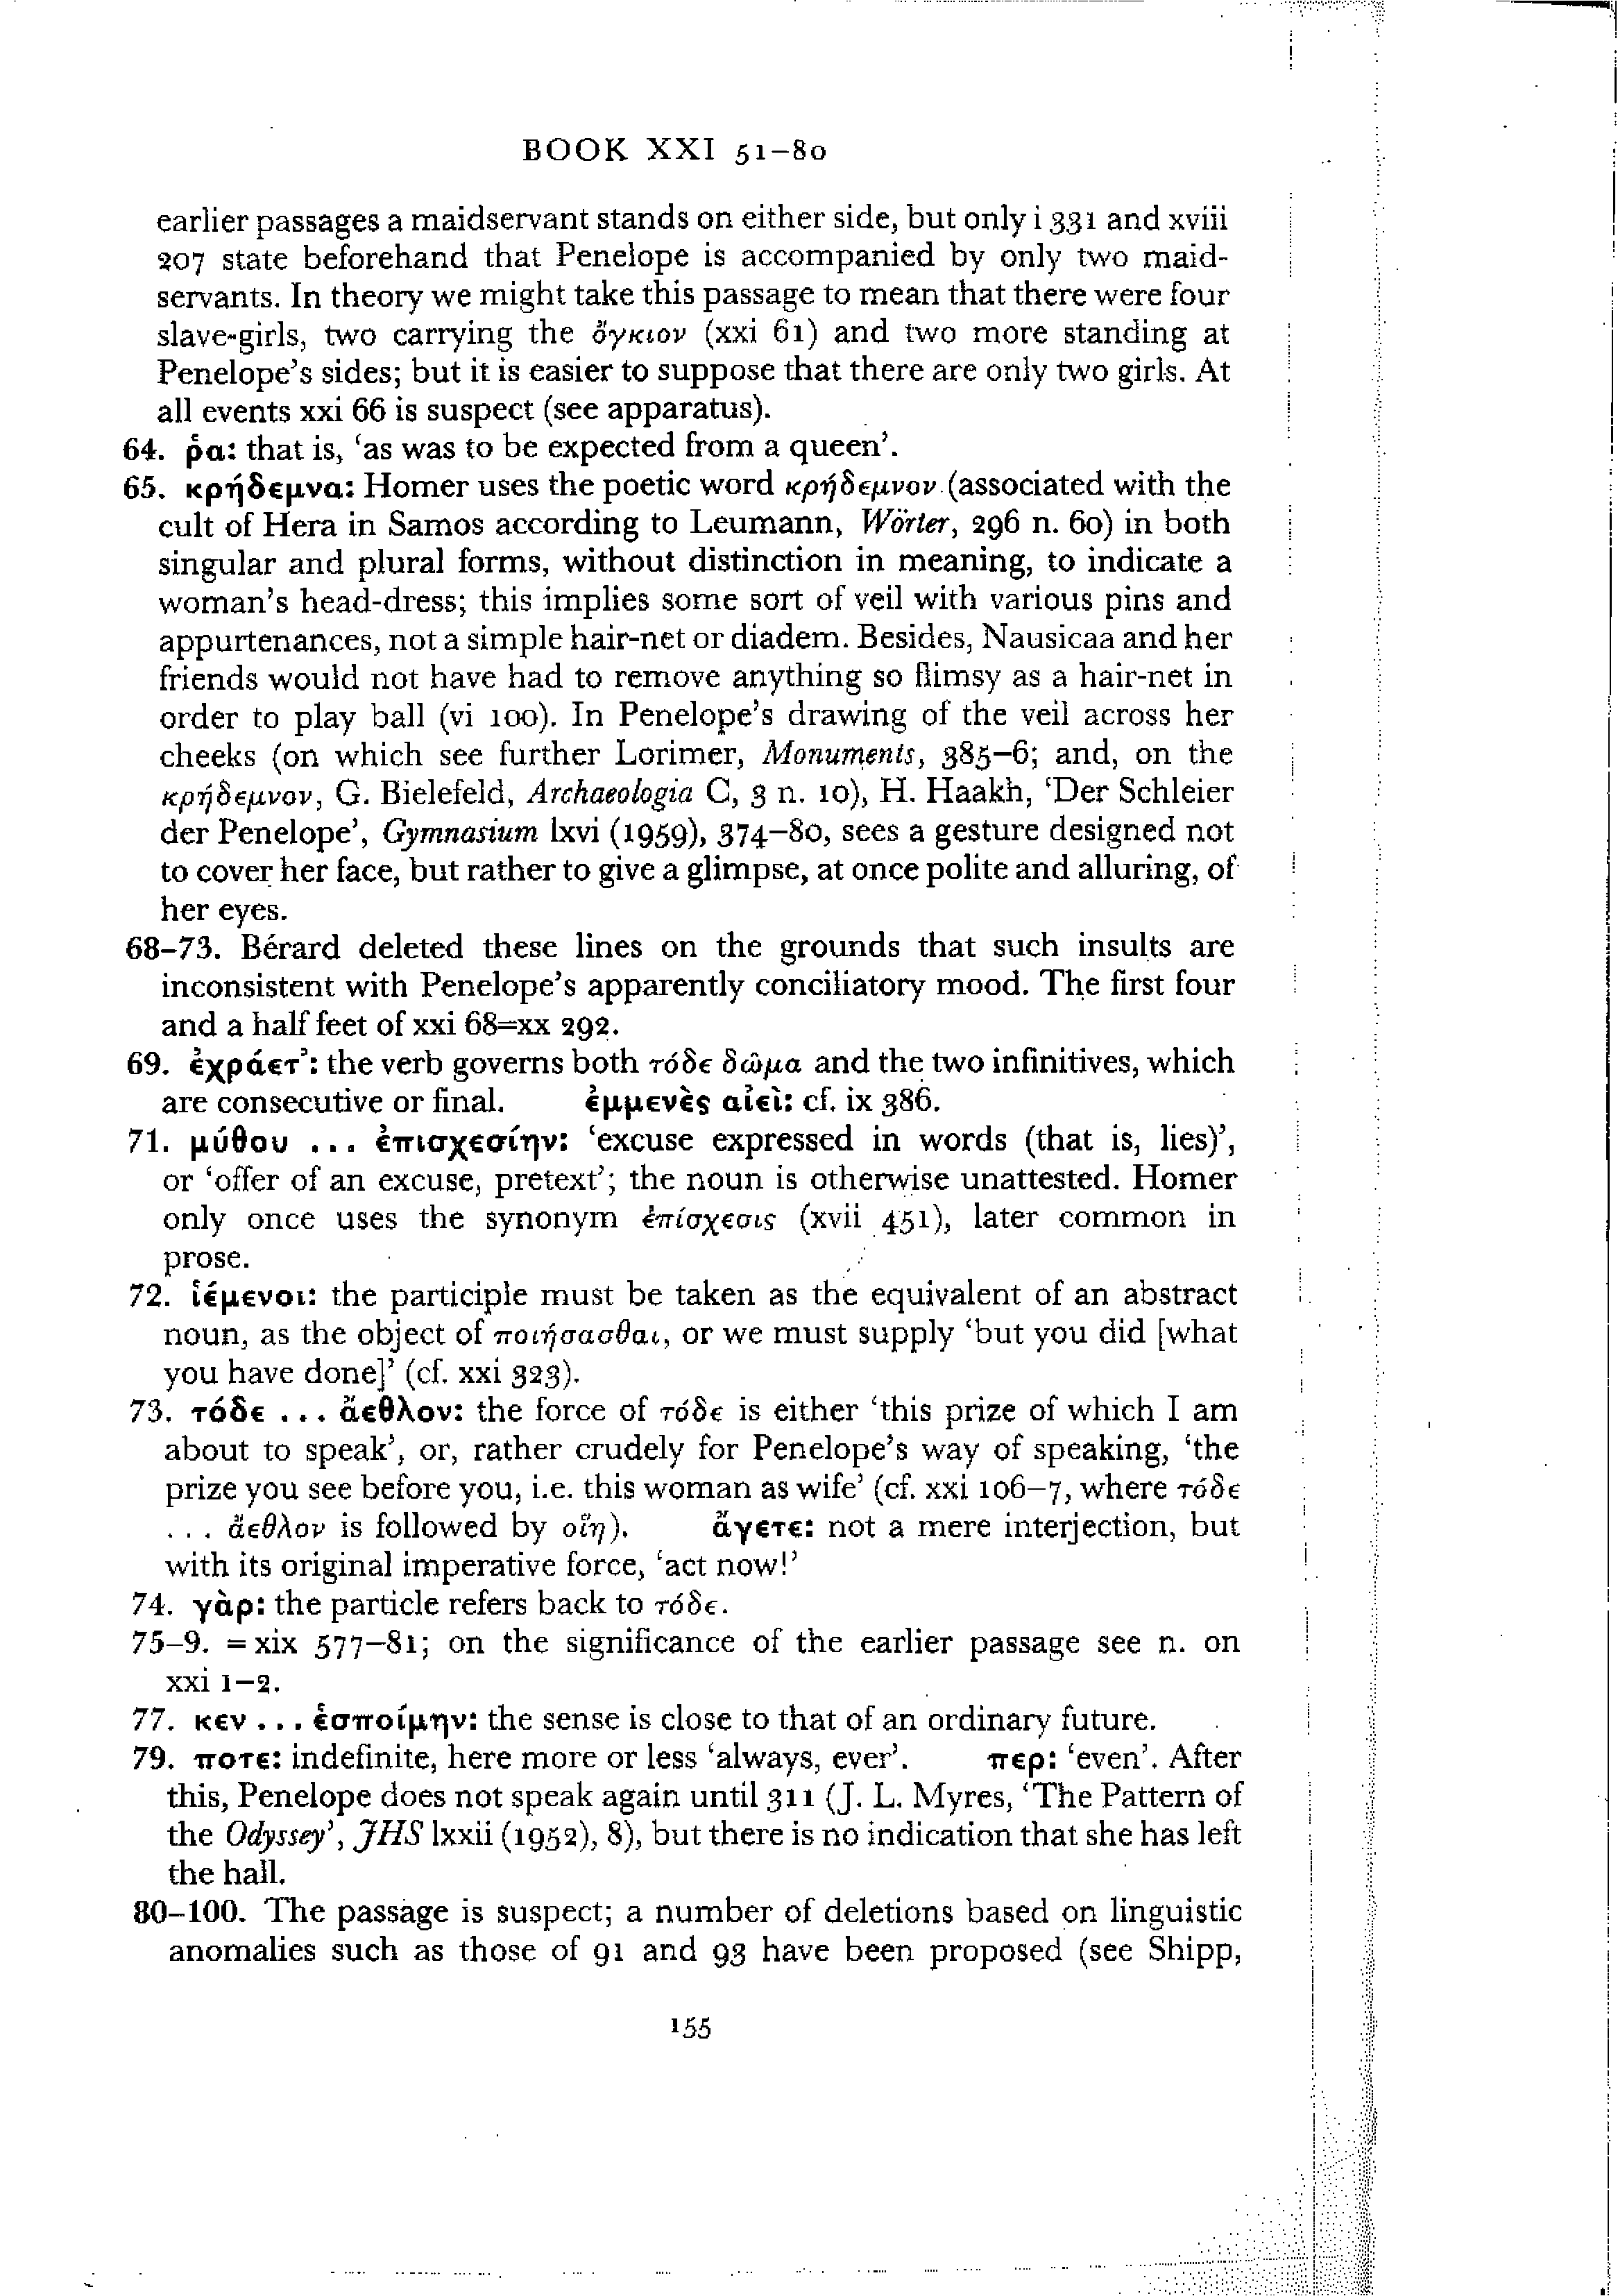 BOOK XXI 51–80
earlier passages a maidservant stands on either side, but only i 331 and xviii
207 state beforehand that Penelope is accompanied by only two maid-
servants. In theory we might take this passage to mean that there were four
slave-girls, two carrying the ὄγκιον (xxi 61) and two more standing at
Penelope's sides; but it is easier to suppose that there are only two girls. At
all events xxi 66 is suspect (see apparatus).
64. ῥα: that is, 'as was to be expected from a queen'.
65. κρήδεμνα: Homer uses the poetic word κρήδεμνον (associated with the
cult of Hera in Samos according to Leumann, Wörter, 296 n. 60) in both
singular and plural forms, without distinction in meaning, to indicate a
woman's head-dress; this implies some sort of veil with various pins and
appurtenances, not a simple hair-net or diadem. Besides, Nausicaa and her
friends would not have had to remove anything so flimsy as a hair-net in
order to play ball (vi 100). In Penelope's drawing of the veil across her
cheeks (on which see further Lorimer, Monuments, 385–6; and, on the
κρήδεμνον, G. Bielefeld, Archaeologia C, 3 n. 10), H. Haakh, 'Der Schleier
der Penelope', Gymnasium lxvi (1959), 374–80, sees a gesture designed not
to cover her face, but rather to give a glimpse, at once polite and alluring, of
her eyes.
68–73. Bérard deleted these lines on the grounds that such insults are
inconsistent with Penelope's apparently conciliatory mood. The first four
and a half feet of xxi 68=xx 292.
69. ἐχράετ': the verb governs both τόδε δῶμα and the two infinitives, which
are consecutive or final. ἐμμενὲς αἰεί: cf. ix 386.
71. μύθου ... ἐπισχεσίην: 'excuse expressed in words (that is, lies)',
or 'offer of an excuse, pretext'; the noun is otherwise unattested. Homer
only once uses the synonym ἐπίσχεσις (xvii 451), later common in
prose.
72. ἱέμενοι: the participle must be taken as the equivalent of an abstract
noun, as the object of ποιήσασθαι, or we must supply 'but you did [what
you have done]' (cf. xxi 323).
73. τόδε ... ἄεθλον: the force of τόδε is either 'this prize of which I am
about to speak', or, rather crudely for Penelope's way of speaking, 'the
prize you see before you, i.e. this woman as wife' (cf. xxi 106–7, where τόδε
... ἄεθλον is followed by οἵη). ἄγετε: not a mere interjection, but
with its original imperative force, 'act now!'
74. γὰρ: the particle refers back to τόδε.
75–9. =xix 577–81; on the significance of the earlier passage see n. on
xxi 1–2.
77. κεν ... ἑσποίμην: the sense is close to that of an ordinary future.
79. ποτε: indefinite, here more or less 'always, ever'. περ: 'even'. After
this, Penelope does not speak again until 311 (J. L. Myres, 'The Pattern of
the Odyssey', JHS lxxii (1952), 8), but there is no indication that she has left
the hall.
80–100. The passage is suspect; a number of deletions based on linguistic
anomalies such as those of 91 and 93 have been proposed (see Shipp,
155